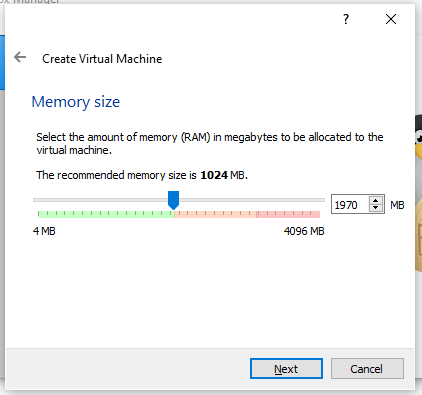 ? ✕
Create Virtual Machine
Memory size
Select the amount of memory (RAM) in megabytes to be allocated to the
virtual machine.
The recommended memory size is 1024 MB.
1970 MB
4 MB 4096 MB
Next Cancel